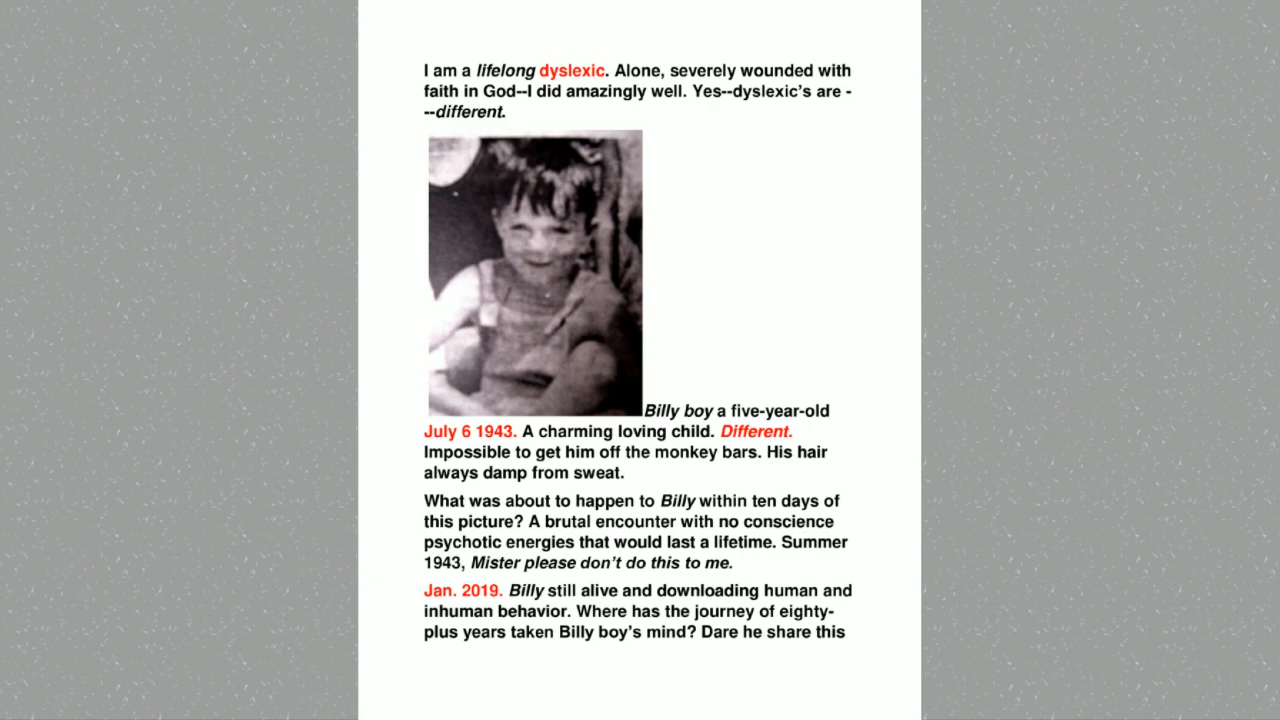 I am a lifelong dyslexic. Alone, severely wounded with
faith in God--I did amazingly well. Yes--dyslexic’s are -
--different.
Billy boy a five-year-old
July 6 1943. A charming loving child. Different.
Impossible to get him off the monkey bars. His hair
always damp from sweat.
What was about to happen to Billy within ten days of
this picture? A brutal encounter with no conscience
psychotic energies that would last a lifetime. Summer
1943, Mister please don’t do this to me.
Jan. 2019. Billy still alive and downloading human and
inhuman behavior. Where has the journey of eighty-
plus years taken Billy boy’s mind? Dare he share this